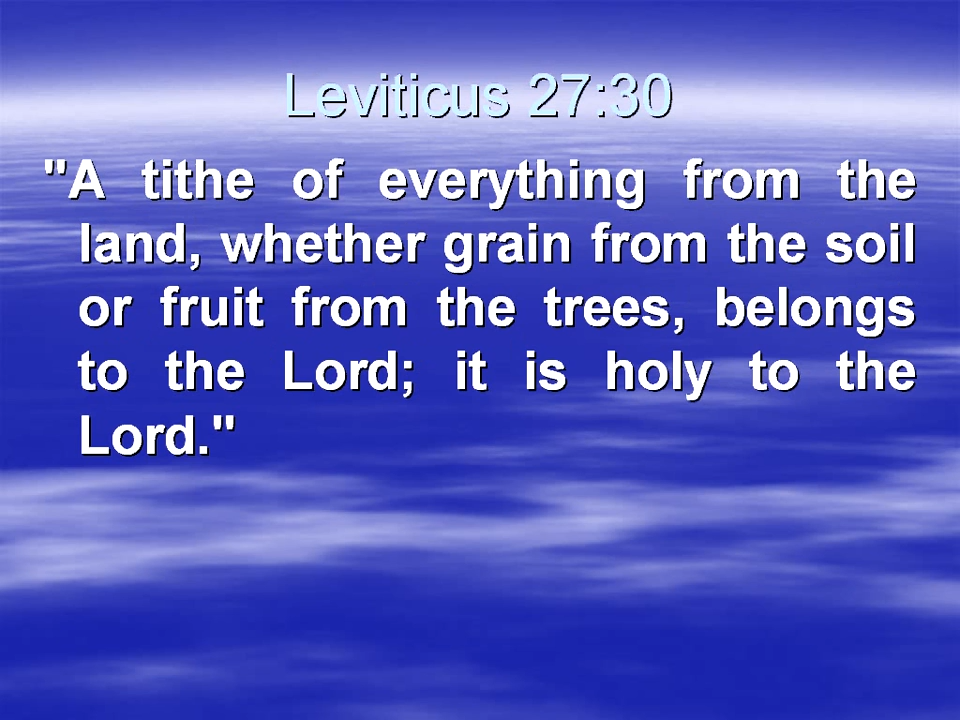 Leviticus 27:30
"A tithe of everything from the
land, whether grain from the soil
or fruit from the trees, belongs
to the Lord; it is holy to the
Lord."